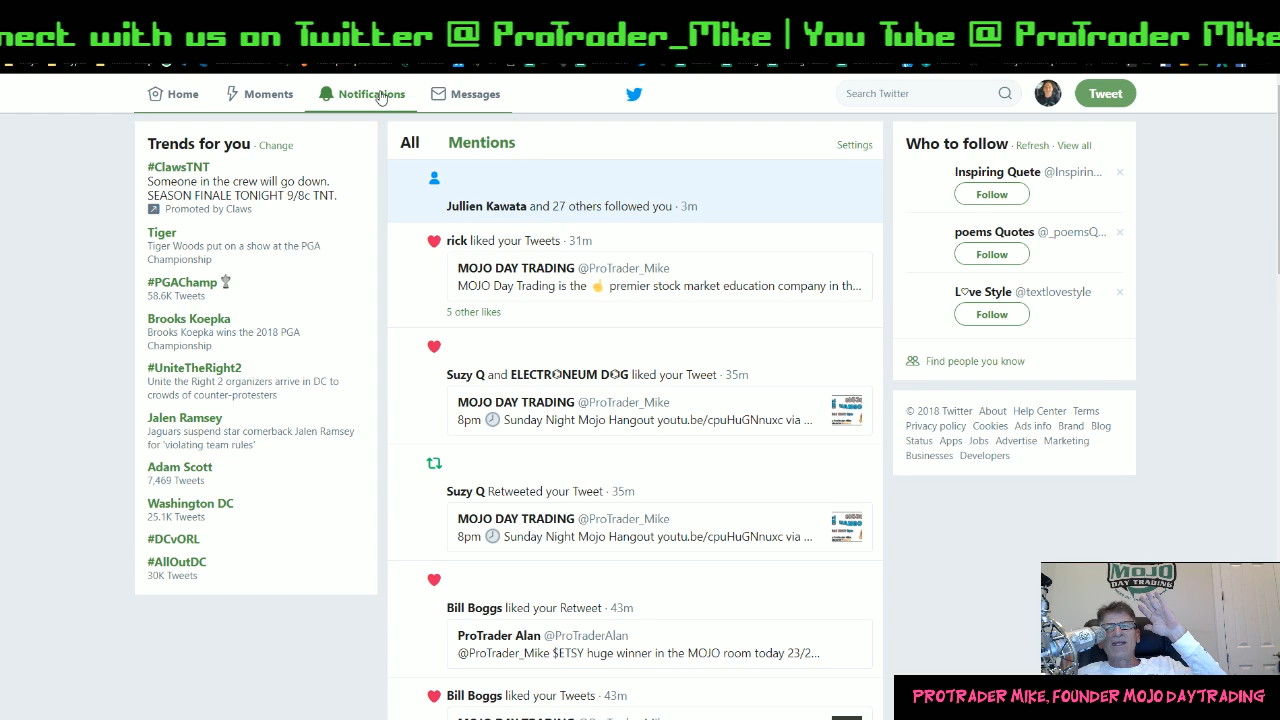 nnect with us on Twitter @ ProTrader_Mike | You Tube @ ProTrader Mike
Home
Moments
Notifications
Messages
Search Twitter
Tweet
Trends for you · Change
#ClawsTNT
Someone in the crew will go down.
SEASON FINALE TONIGHT 9/8c TNT.
Promoted by Claws
Tiger
Tiger Woods put on a show at the PGA
Championship
#PGAChamp 🏆
58.6K Tweets
Brooks Koepka
Brooks Koepka wins the 2018 PGA
Championship
#UniteTheRight2
Unite the Right 2 organizers arrive in DC to
crowds of counter-protesters
Jalen Ramsey
Jaguars suspend star cornerback Jalen Ramsey
for 'violating team rules'
Adam Scott
7,469 Tweets
Washington DC
25.1K Tweets
#DCvORL
#AllOutDC
30K Tweets
All
Mentions
Settings
Jullien Kawata and 27 others followed you · 3m
rick liked your Tweets · 31m
MOJO DAY TRADING @ProTrader_Mike
MOJO Day Trading is the ☝ premier stock market education company in th...
5 other likes
Suzy Q and ELECTR⚙NEUM D⚙G liked your Tweet · 35m
MOJO DAY TRADING @ProTrader_Mike
8pm 🕗 Sunday Night Mojo Hangout youtu.be/cpuHuGNnuxc via ...
Suzy Q Retweeted your Tweet · 35m
MOJO DAY TRADING @ProTrader_Mike
8pm 🕗 Sunday Night Mojo Hangout youtu.be/cpuHuGNnuxc via ...
Bill Boggs liked your Retweet · 43m
ProTrader Alan @ProTraderAlan
@ProTrader_Mike $ETSY huge winner in the MOJO room today 23/2...
Bill Boggs liked your Tweets · 43m
Who to follow · Refresh · View all
Inspiring Quete @Inspirin...
Follow
poems Quotes @_poemsQ...
Follow
L♡ve Style @textlovestyle
Follow
Find people you know
© 2018 Twitter About Help Center Terms
Privacy policy Cookies Ads info Brand Blog
Status Apps Jobs Advertise Marketing
Businesses Developers
MOJO
DAY TRADING
PROTRADER MIKE, FOUNDER MOJO DAYTRADING